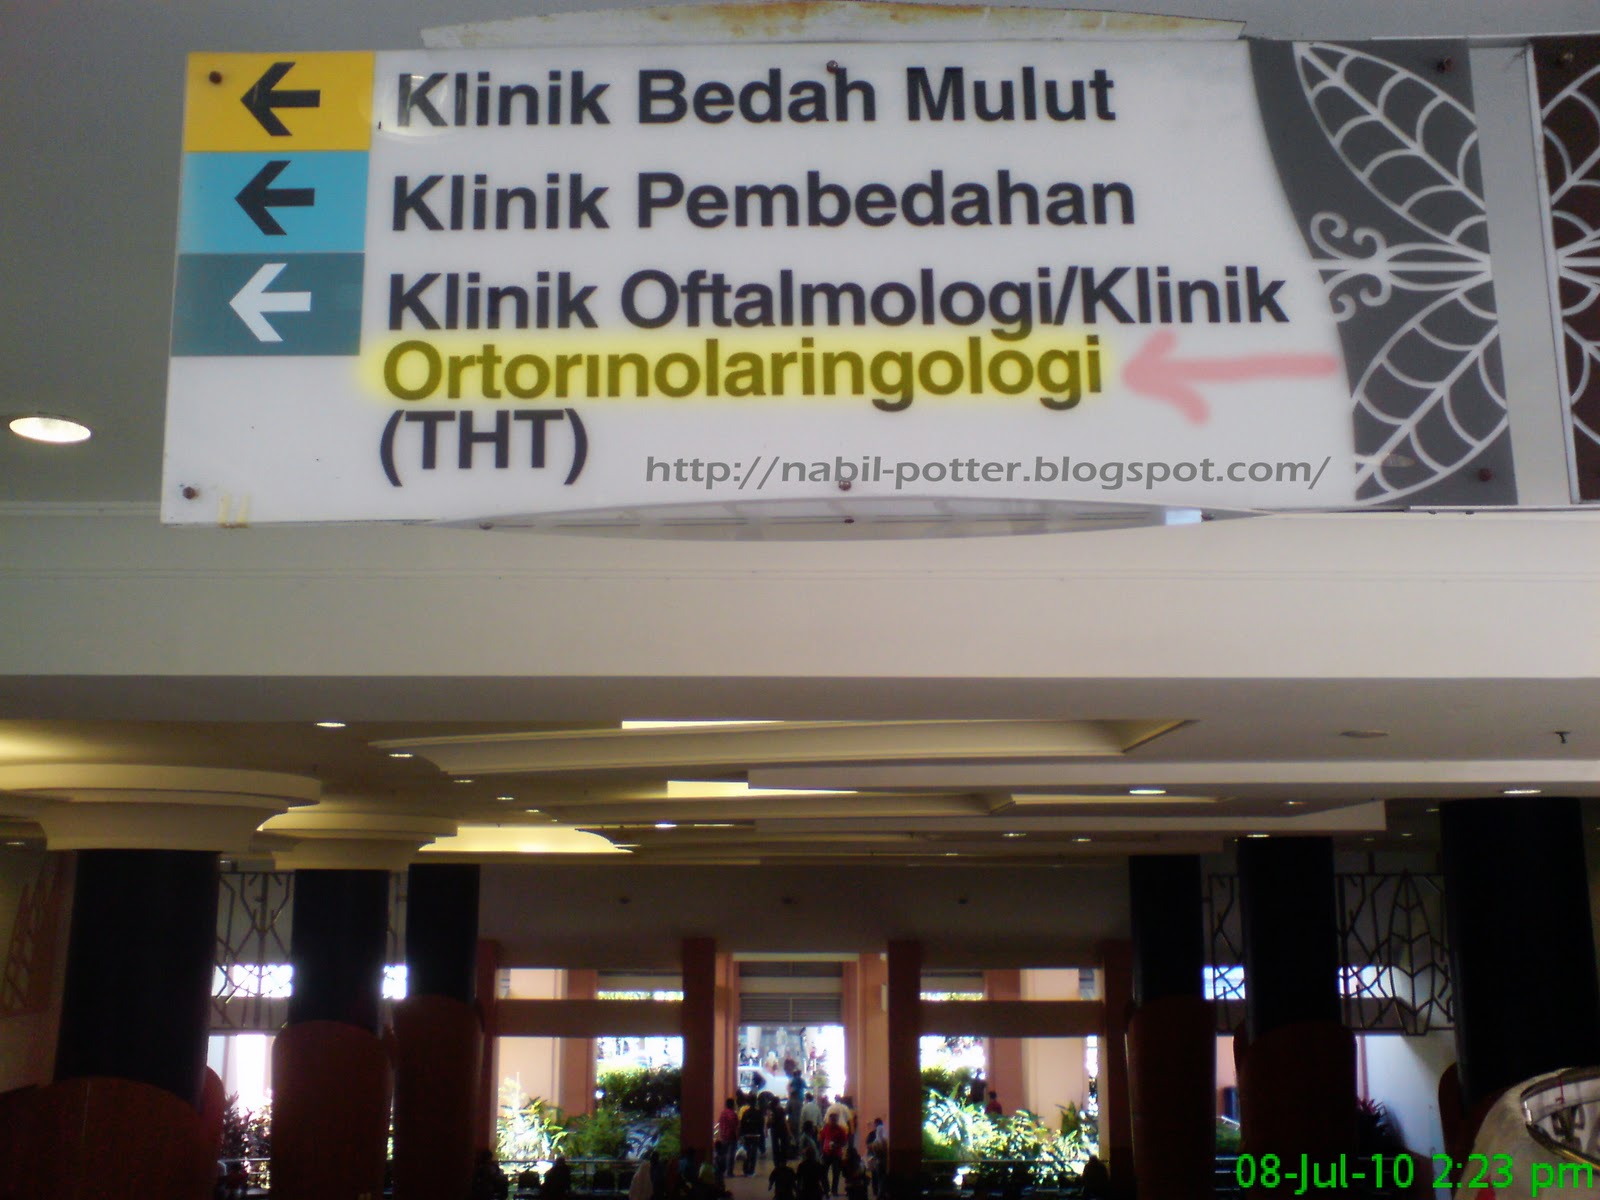 Klinik Bedah Mulut
Klinik Pembedahan
Klinik Oftalmologi/Klinik
Ortorinolaringologi
(THT)
http://nabil-potter.blogspot.com/
08-Jul-10 2:23 pm